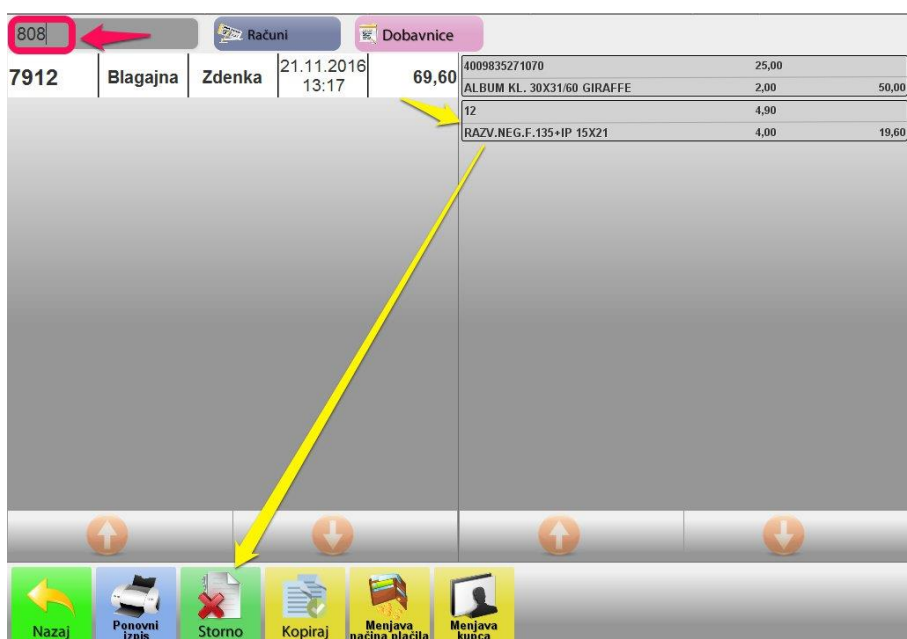 808
Računi
Dobavnice
7912 Blagajna Zdenka 21.11.2016 13:17 69,60
4009835271070 25,00
ALBUM KL. 30X31/60 GIRAFFE 2,00 50,00
12 4,90
RAZV.NEG.F.135+IP 15X21 4,00 19,60
Nazaj
Ponovni
izpis
Storno
Kopiraj
Menjava
načina plačila
Menjava
kupca